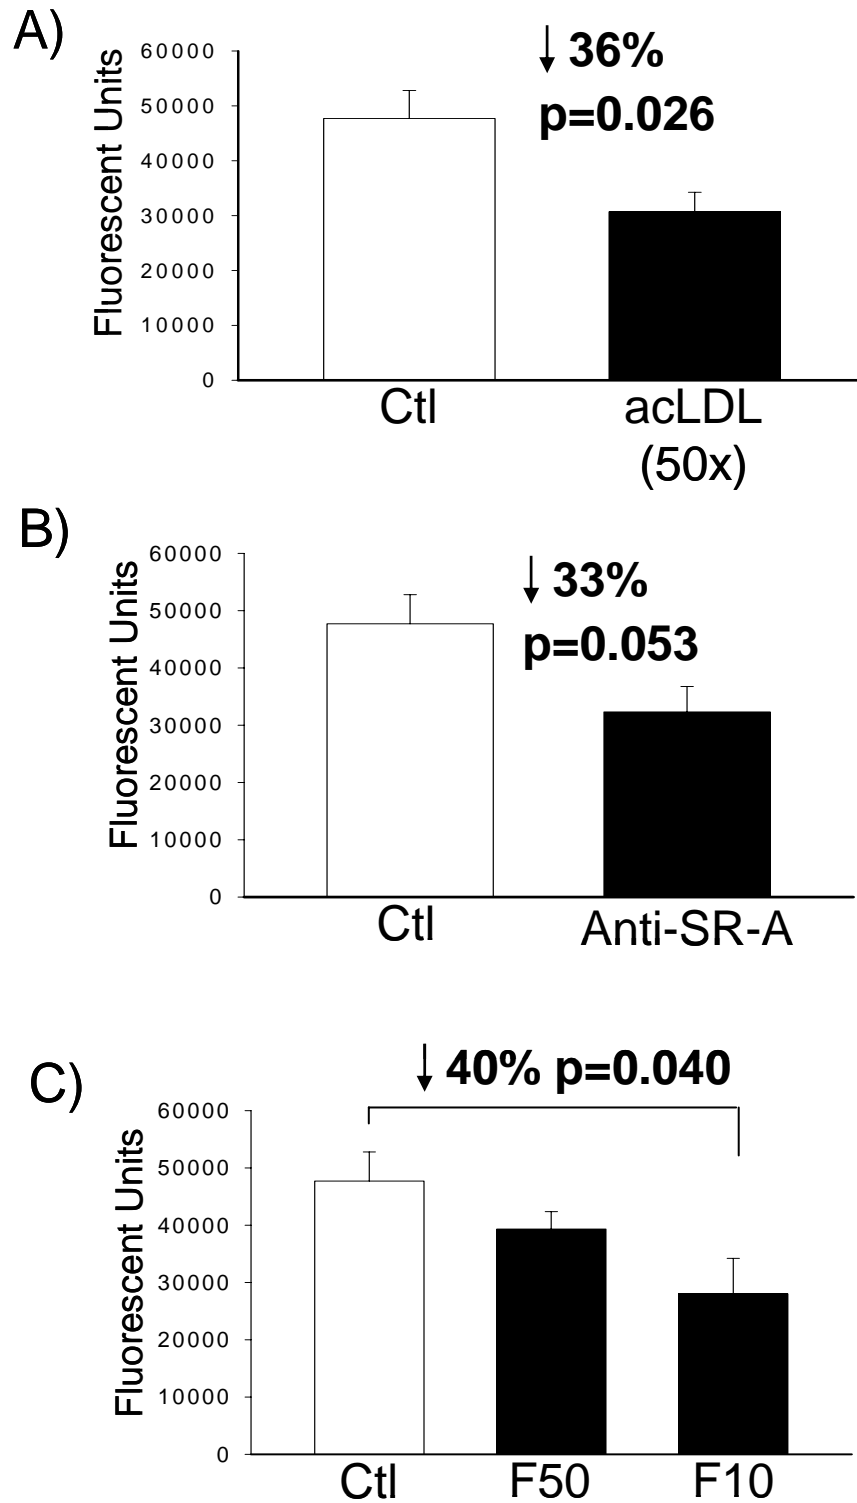 A)
Fluorescent Units
60000
50000
40000
30000
20000
10000
0
↓ 36%
p=0.026
Ctl
acLDL
(50x)
B)
Fluorescent Units
60000
50000
40000
30000
20000
10000
0
↓ 33%
p=0.053
Ctl
Anti-SR-A
C)
↓ 40% p=0.040
Fluorescent Units
60000
50000
40000
30000
20000
10000
0
Ctl
F50
F10